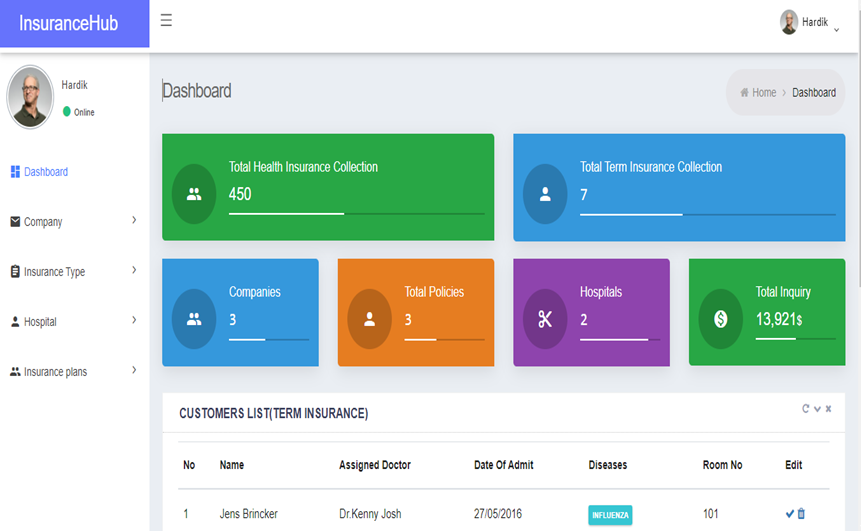 InsuranceHub
Hardik
Hardik
Online
Dashboard
Home > Dashboard
Dashboard
Company
Insurance Type
Hospital
Insurance plans
Total Health Insurance Collection
450
Total Term Insurance Collection
7
Companies
3
Total Policies
3
Hospitals
2
Total Inquiry
13,921$
CUSTOMERS LIST(TERM INSURANCE)
No Name Assigned Doctor Date Of Admit Diseases Room No Edit
1 Jens Brincker Dr.Kenny Josh 27/05/2016 INFLUENZA 101